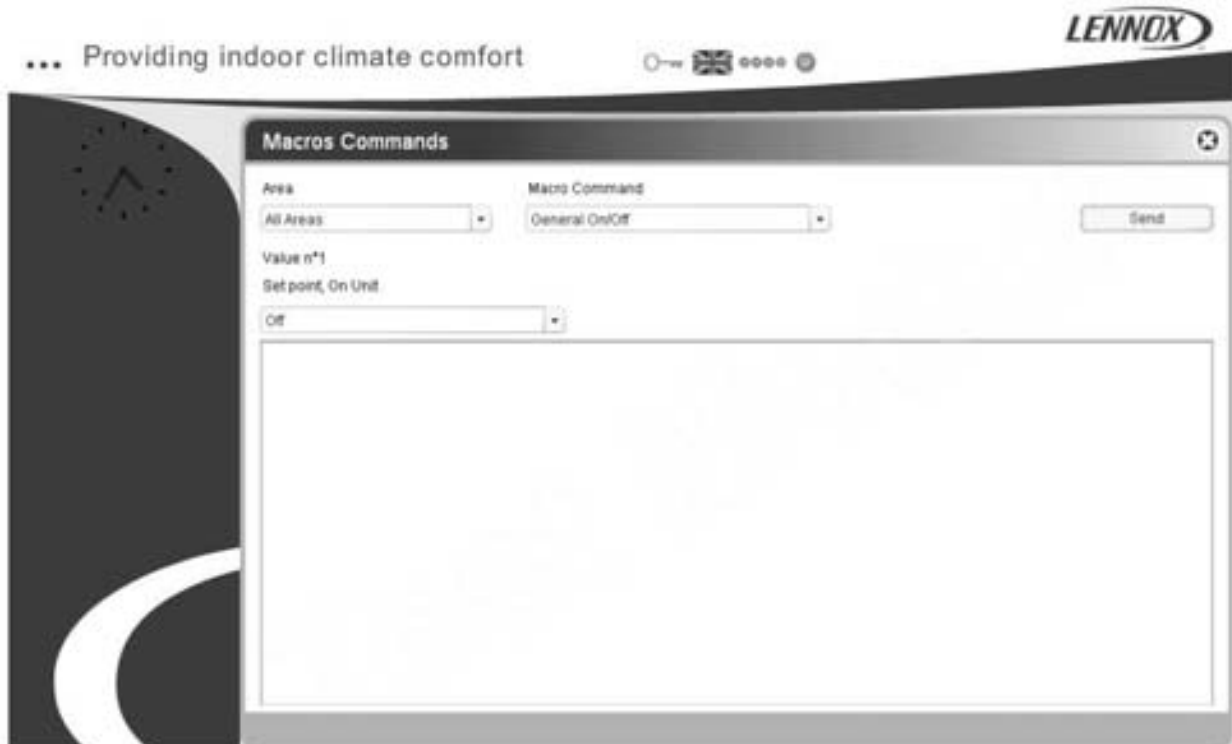 LENNOX
... Providing indoor climate comfort
Macros Commands
Area
Macro Command
All Areas
General On/Off
Send
Value n°1
Set point, On Unit
Off